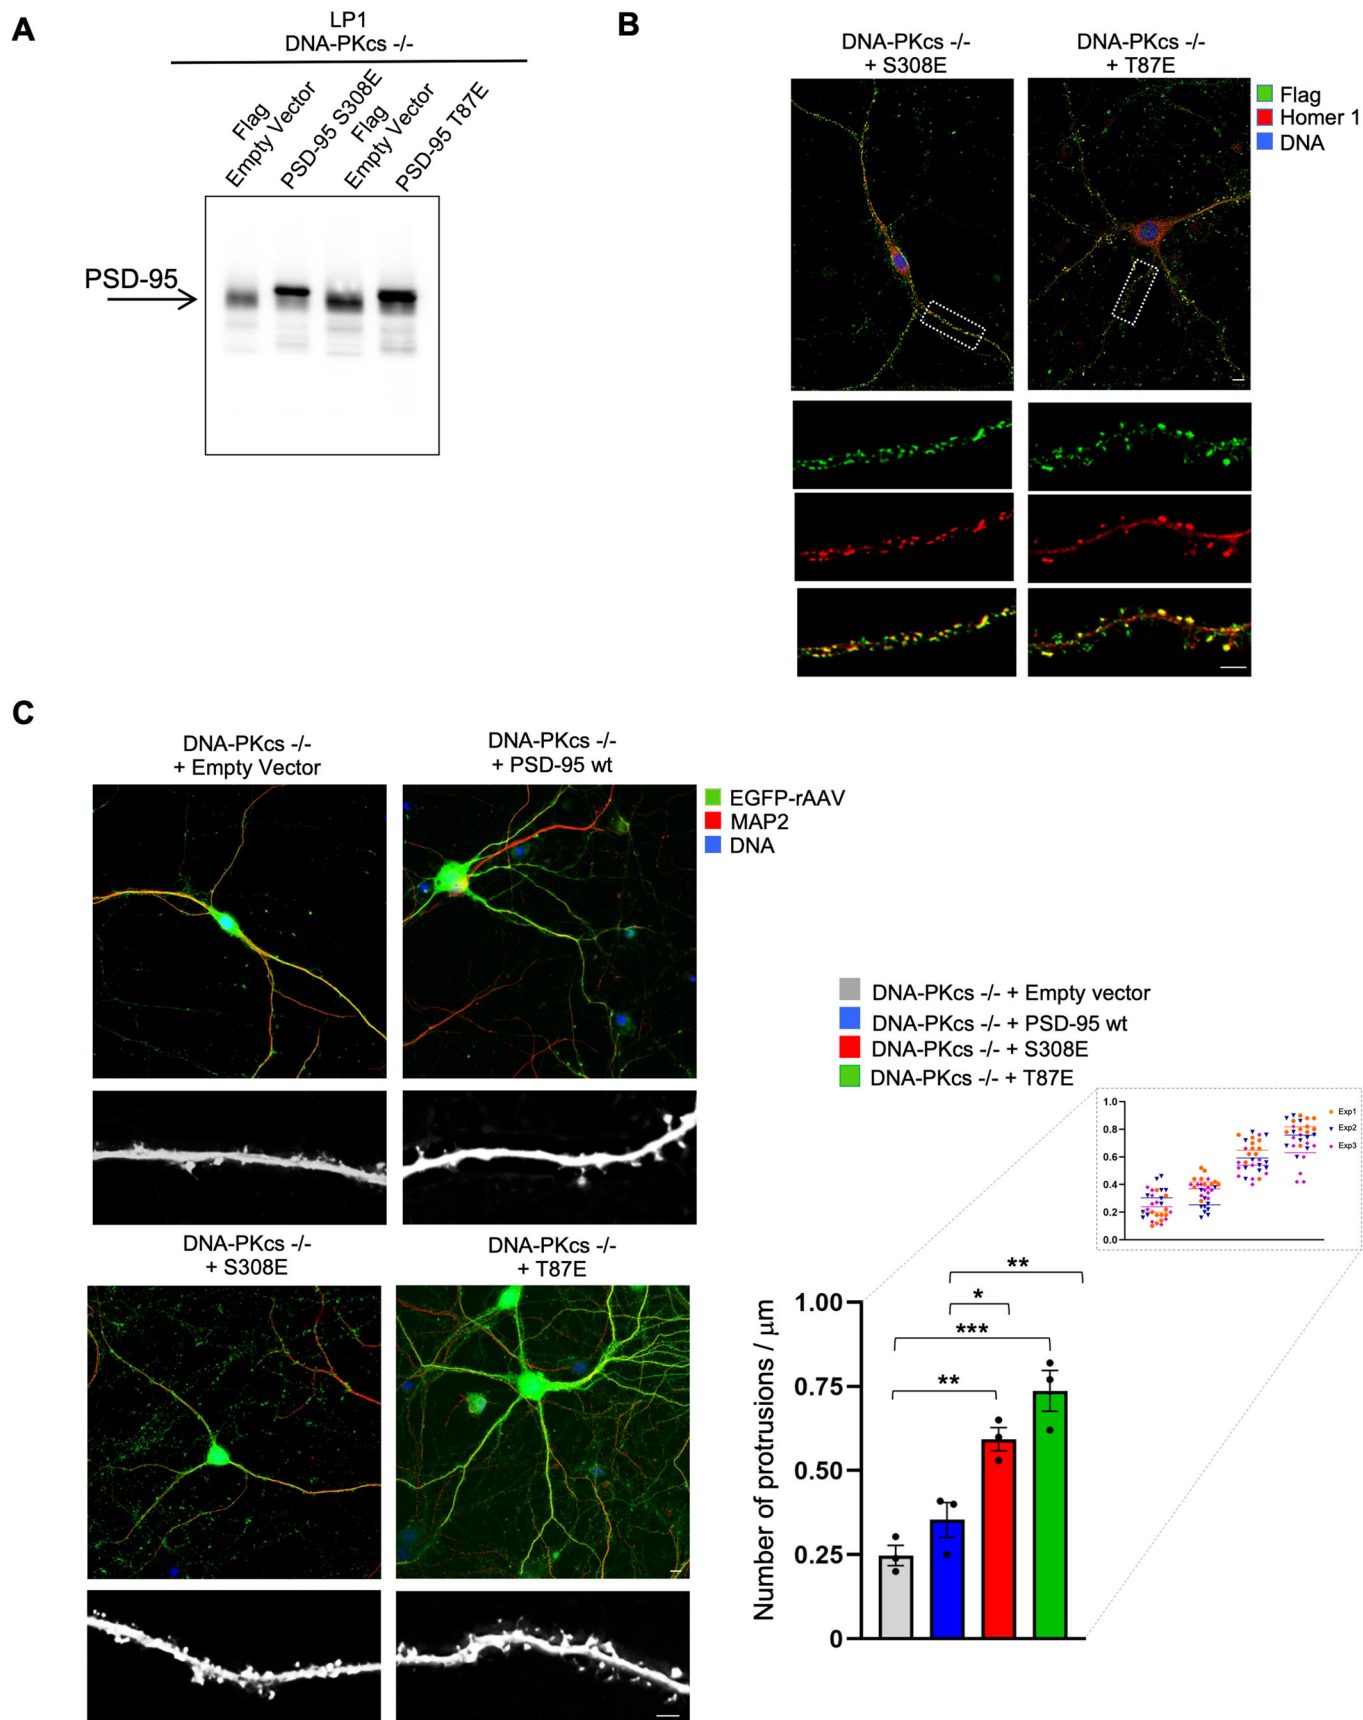 A
LP1
DNA-PKcs -/-
Flag
Empty Vector
PSD-95 S308E
Flag
Empty Vector
PSD-95 T87E
PSD-95
B
DNA-PKcs -/-
+ S308E
DNA-PKcs -/-
+ T87E
Flag
Homer 1
DNA
C
DNA-PKcs -/-
+ Empty Vector
DNA-PKcs -/-
+ PSD-95 wt
EGFP-rAAV
MAP2
DNA
DNA-PKcs -/-
+ S308E
DNA-PKcs -/-
+ T87E
DNA-PKcs -/- + Empty vector
DNA-PKcs -/- + PSD-95 wt
DNA-PKcs -/- + S308E
DNA-PKcs -/- + T87E
1.0
0.8
0.6
0.4
0.2
0.0
Exp1
Exp2
Exp3
**
*
***
**
Number of protrusions / μm
1.00
0.75
0.50
0.25
0